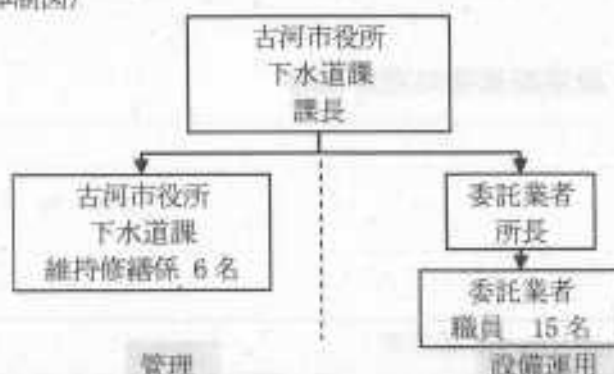 古河市役所
下水道課
課長
古河市役所
下水道課
維持修繕係 6名
委託業者
所長
委託業者
職員 15名
管理
設備運用